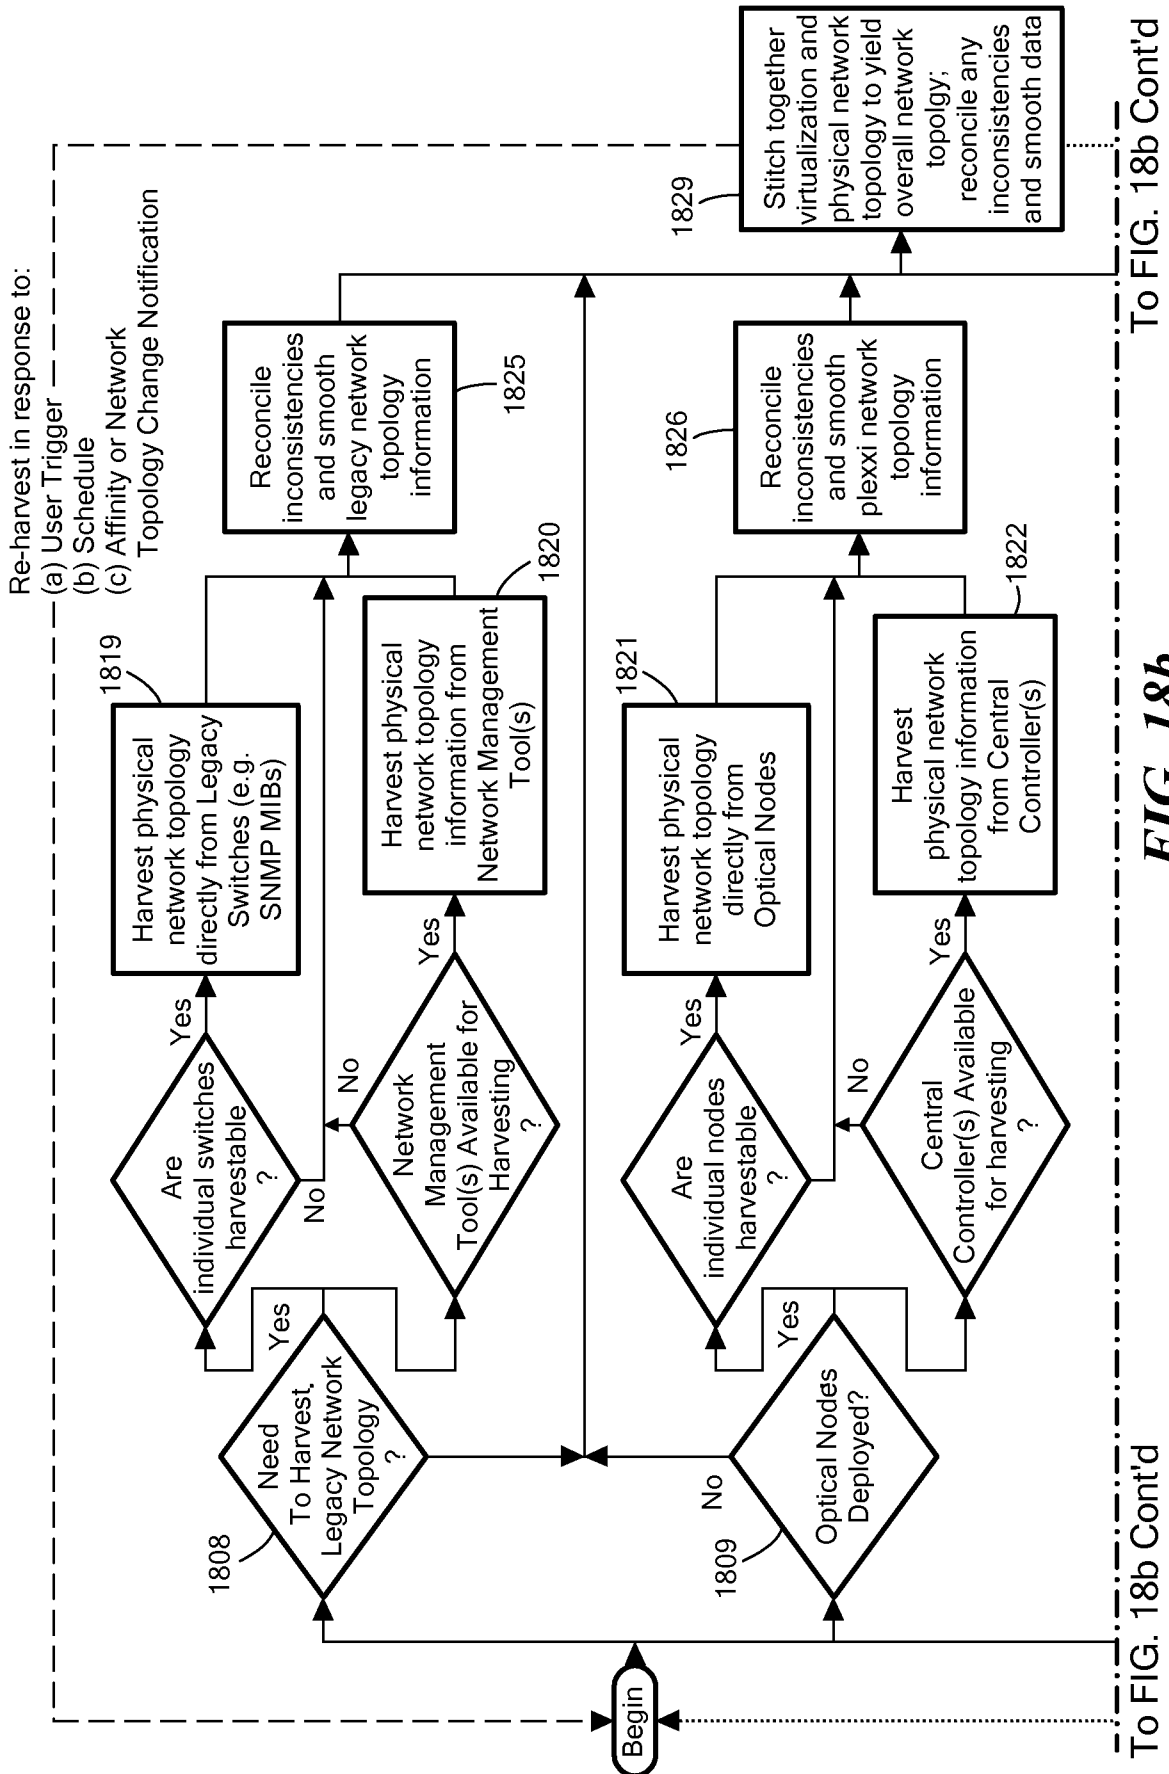 Re-harvest in response to:
(a) User Trigger
(b) Schedule
(c) Affinity or Network
Topology Change Notification
Begin
1808
Need
To Harvest.
Legacy Network
Topology
?
Yes
1809
Optical Nodes
Deployed?
Yes
No
Are
individual switches
harvestable
?
Yes
No
Network
Management
Tool(s) Available for
Harvesting
?
Yes
No
Are
individual nodes
harvestable
?
Yes
Central
Controller(s) Available
for harvesting
?
Yes
No
1819
Harvest physical
network topology
directly from Legacy
Switches (e.g.
SNMP MIBs)
1820
Harvest physical
network topology
information from
Network Management
Tool(s)
1821
Harvest physical
network topology
directly from
Optical Nodes
1822
Harvest
physical network
topology information
from Central
Controller(s)
1825
Reconcile
inconsistencies
and smooth
legacy network
topology
information
1826
Reconcile
inconsistencies
and smooth
plexxi network
topology
information
1829
Stitch together
virtualization and
physical network
topology to yield
overall network
topolgy;
reconcile any
inconsistencies
and smooth data
To FIG. 18b Cont'd
To FIG. 18b Cont'd
FIG. 18b